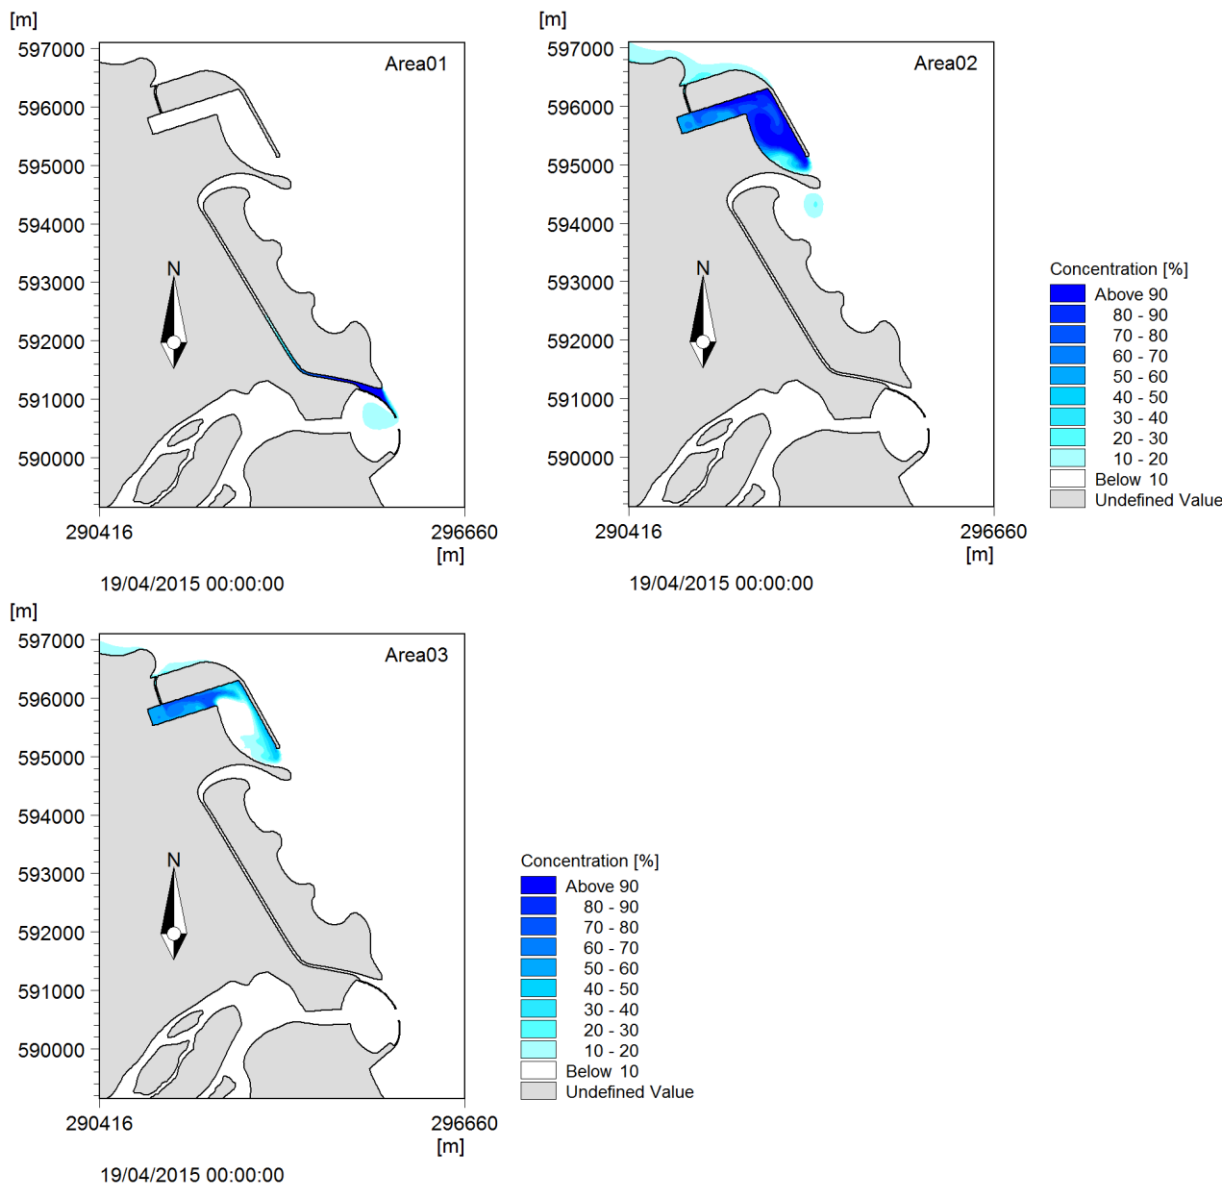 [m]
597000
596000
595000
594000
593000
592000
591000
590000
Area01
N
290416
296660
[m]
19/04/2015 00:00:00
[m]
597000
596000
595000
594000
593000
592000
591000
590000
Area02
N
290416
296660
[m]
19/04/2015 00:00:00
Concentration [%]
Above 90
80 - 90
70 - 80
60 - 70
50 - 60
40 - 50
30 - 40
20 - 30
10 - 20
Below 10
Undefined Value
[m]
597000
596000
595000
594000
593000
592000
591000
590000
Area03
N
290416
296660
[m]
19/04/2015 00:00:00
Concentration [%]
Above 90
80 - 90
70 - 80
60 - 70
50 - 60
40 - 50
30 - 40
20 - 30
10 - 20
Below 10
Undefined Value